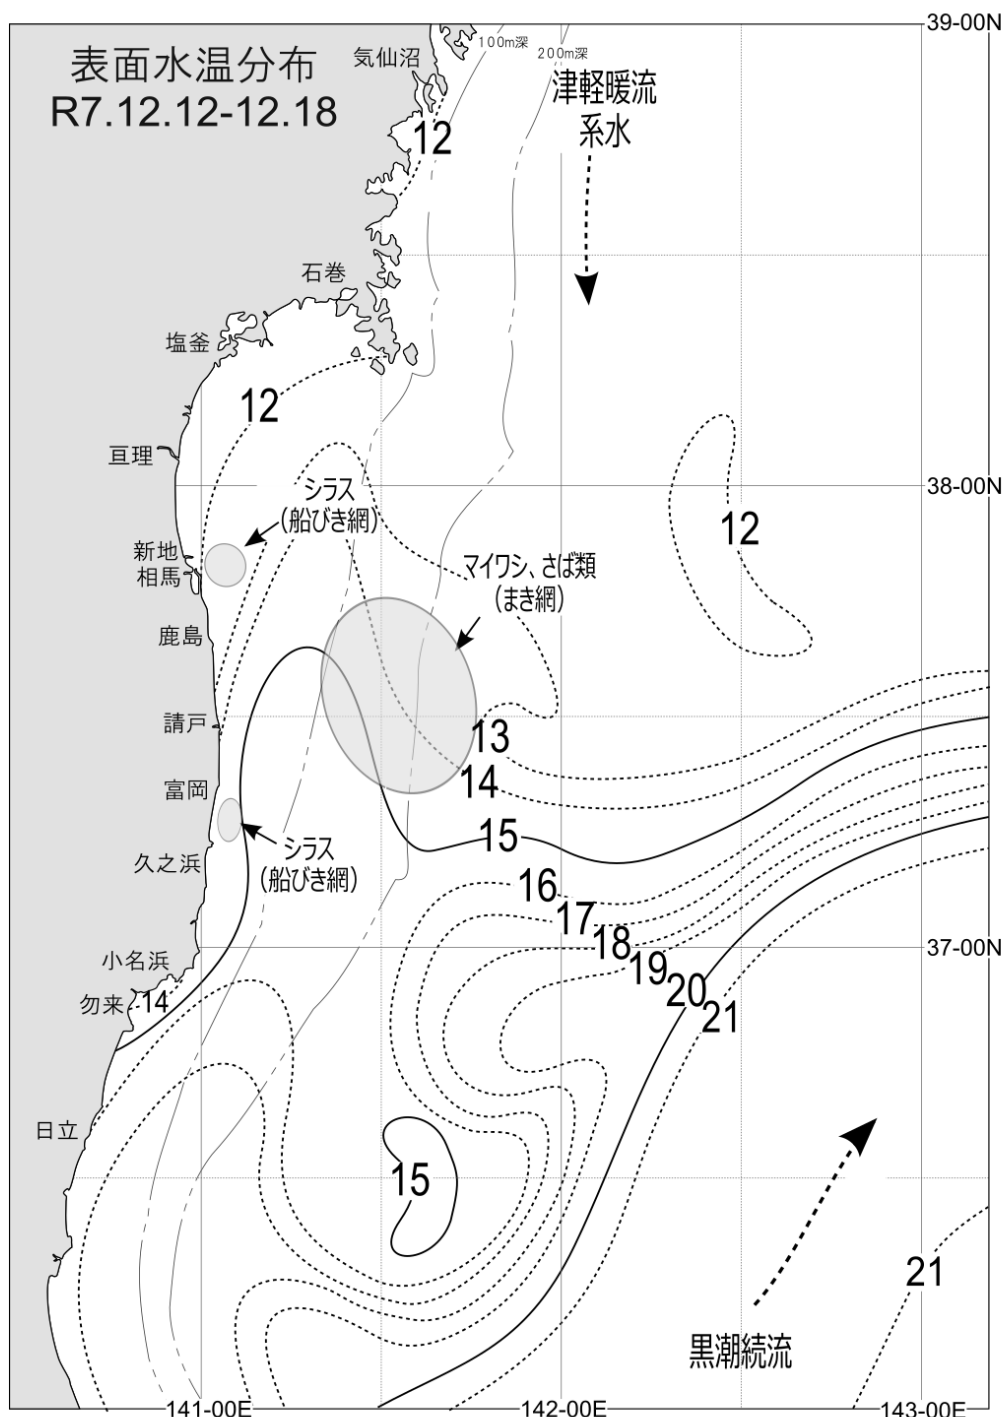 表面水温分布
R7.12.12-12.18
39-00N
気仙沼
100m深
200m深
津軽暖流
系水
12
石巻
塩釜
12
亘理
38-00N
シラス
(船びき網)
12
新地
相馬
マイワシ、さば類
(まき網)
鹿島
請戸
13
14
富岡
15
シラス
(船びき網)
久之浜
16
17
18
37-00N
小名浜
19
勿来
14
20
21
日立
15
21
黒潮続流
141-00E
142-00E
143-00E